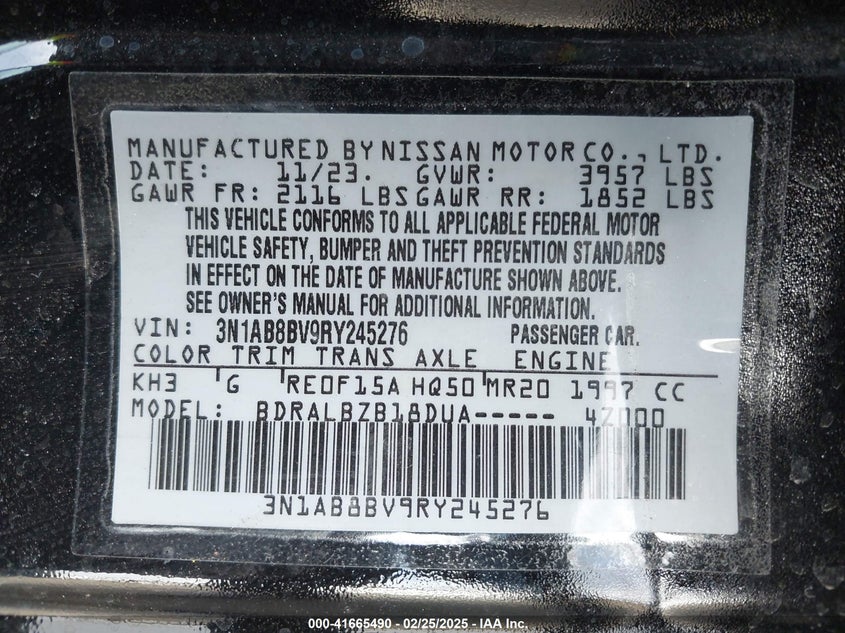 MANUFACTURED BY NISSAN MOTOR CO., LTD.
DATE: 11/23. GVWR: 3957 LBS
GAWR FR: 2116 LBS GAWR RR: 1852 LBS
THIS VEHICLE CONFORMS TO ALL APPLICABLE FEDERAL MOTOR
VEHICLE SAFETY, BUMPER AND THEFT PREVENTION STANDARDS
IN EFFECT ON THE DATE OF MANUFACTURE SHOWN ABOVE.
SEE OWNER'S MANUAL FOR ADDITIONAL INFORMATION.
VIN: 3N1AB8BV9RY245276 PASSENGER CAR.
COLOR TRIM TRANS AXLE ENGINE
KH3 G RE0F15A HQ50 MR20 1997 CC
MODEL: BDRALBZB18DUA----- 4Z000
3N1AB8BV9RY245276
000-41665490 - 02/25/2025 - IAA Inc.